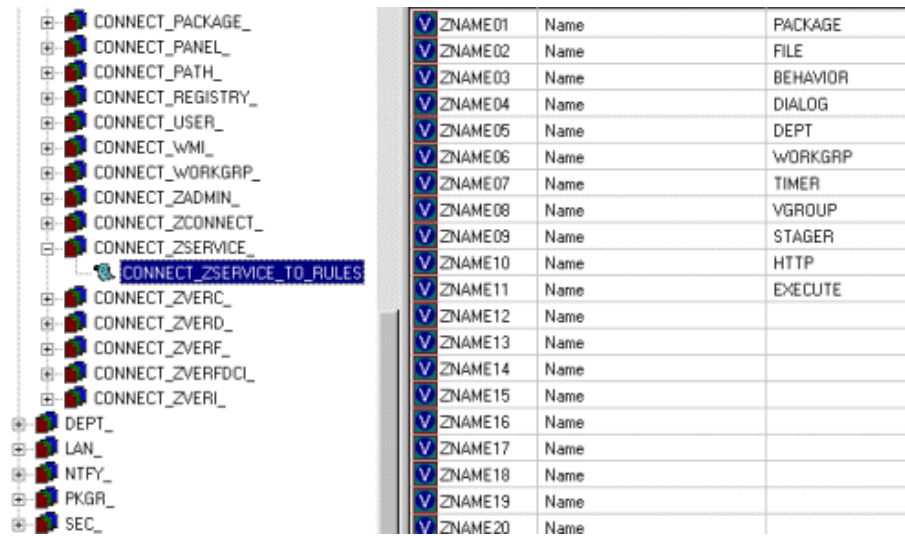 CONNECT_PACKAGE_
CONNECT_PANEL_
CONNECT_PATH_
CONNECT_REGISTRY_
CONNECT_USER_
CONNECT_WMI_
CONNECT_WORKGRP_
CONNECT_ZADMIN_
CONNECT_ZCONNECT_
CONNECT_ZSERVICE_
CONNECT_ZSERVICE_TO_RULES
CONNECT_ZVERC_
CONNECT_ZVERD_
CONNECT_ZVERF_
CONNECT_ZVERFDCI_
CONNECT_ZVERI_
DEPT_
LAN_
NTFY_
PKGR_
SEC_
V ZNAME01 Name PACKAGE
V ZNAME02 Name FILE
V ZNAME03 Name BEHAVIOR
V ZNAME04 Name DIALOG
V ZNAME05 Name DEPT
V ZNAME06 Name WORKGRP
V ZNAME07 Name TIMER
V ZNAME08 Name VGROUP
V ZNAME09 Name STAGER
V ZNAME10 Name HTTP
V ZNAME11 Name EXECUTE
V ZNAME12 Name
V ZNAME13 Name
V ZNAME14 Name
V ZNAME15 Name
V ZNAME16 Name
V ZNAME17 Name
V ZNAME18 Name
V ZNAME19 Name
V ZNAME20 Name